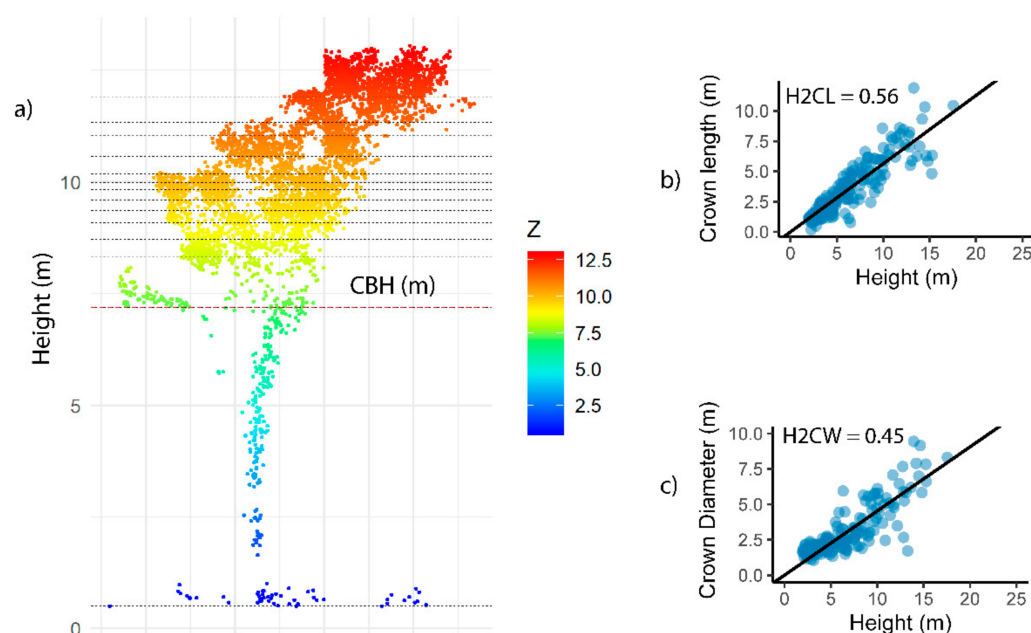 a)
Height (m)
10
5
0
CBH (m)
Z
12.5
10.0
7.5
5.0
2.5
b)
H2CL = 0.56
Crown length (m)
10.0
7.5
5.0
2.5
0.0
0 5 10 15 20 25
Height (m)
c)
H2CW = 0.45
Crown Diameter (m)
10.0
7.5
5.0
2.5
0.0
0 5 10 15 20 25
Height (m)